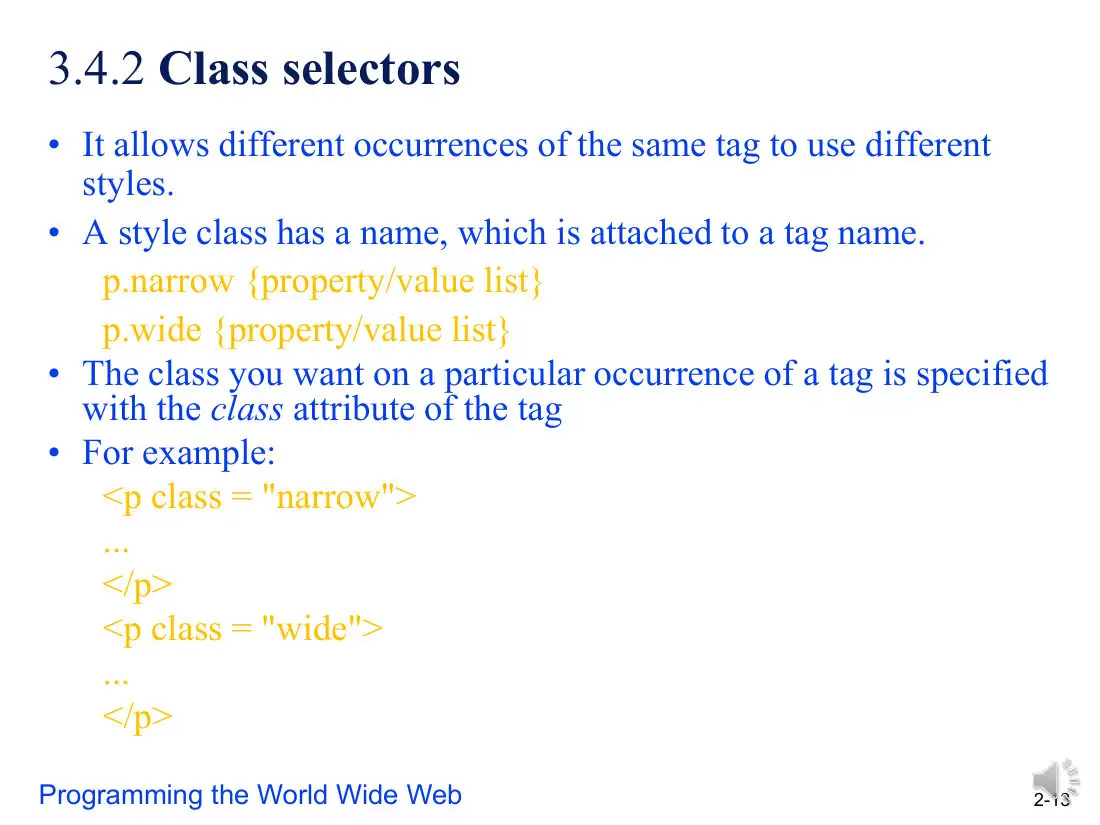 3.4.2 Class selectors
• It allows different occurrences of the same tag to use different
styles.
• A style class has a name, which is attached to a tag name.
p.narrow {property/value list}
p.wide {property/value list}
• The class you want on a particular occurrence of a tag is specified
with the class attribute of the tag
• For example:
<p class = "narrow">
...
</p>
<p class = "wide">
...
</p>
Programming the World Wide Web
2-13